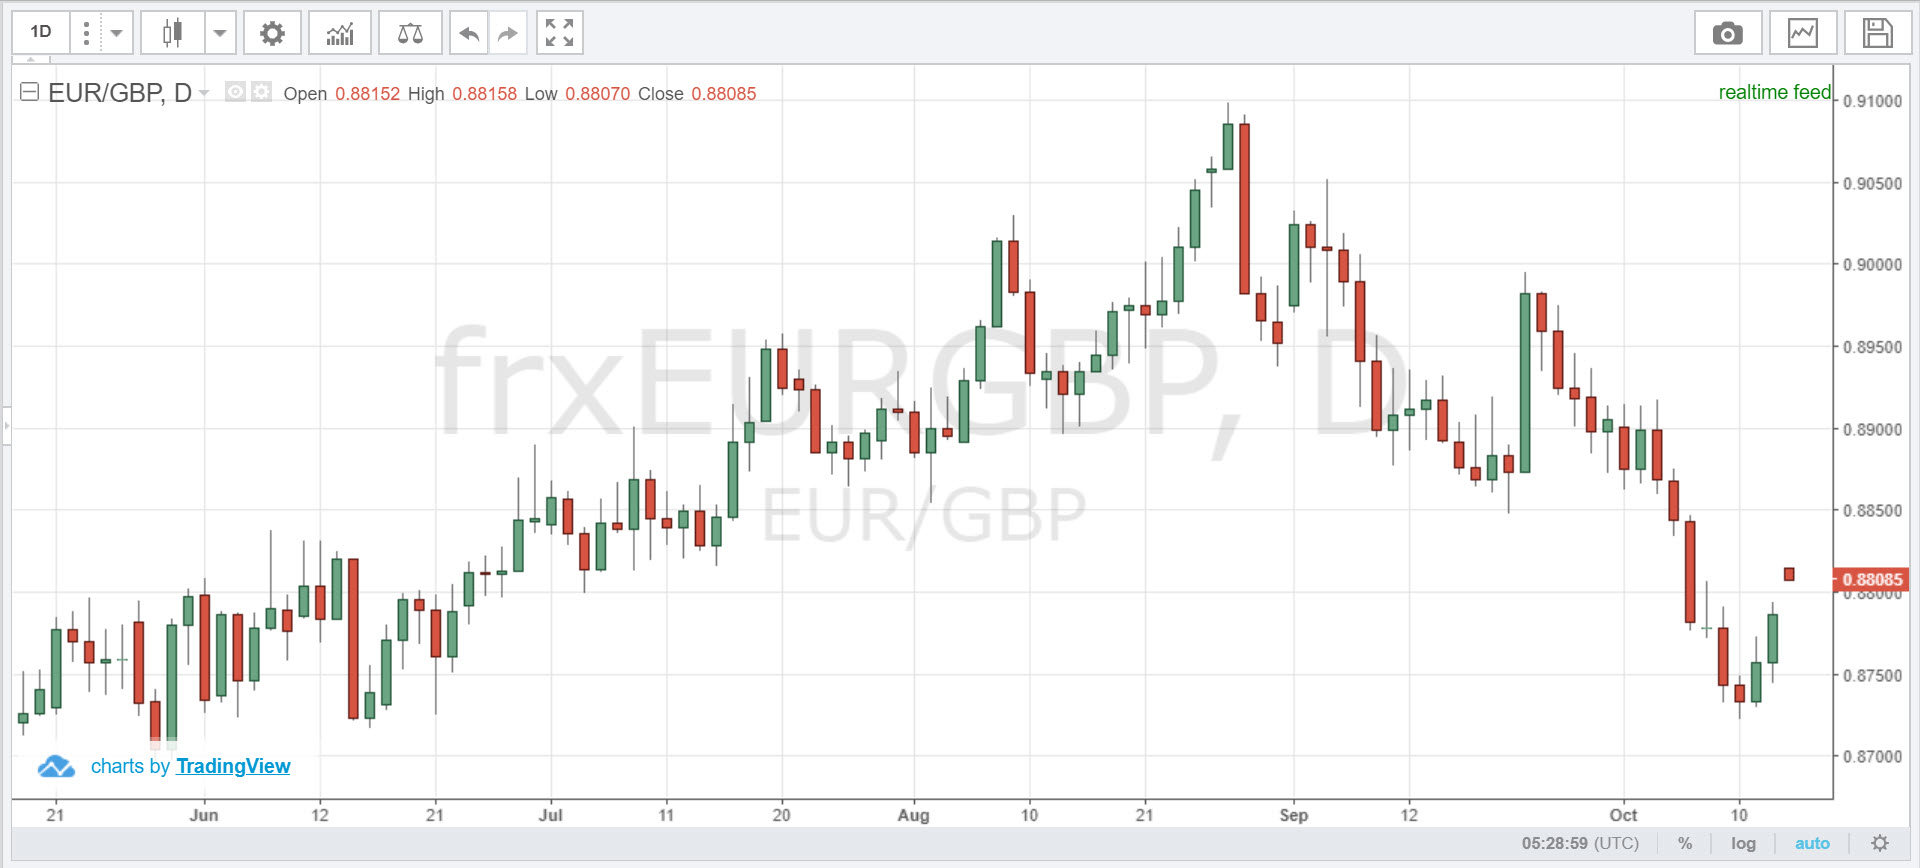 1D
EUR/GBP, D Open 0.88152 High 0.88158 Low 0.88070 Close 0.88085
realtime feed
0.91000
0.90500
0.90000
0.89500
0.89000
0.88500
0.88085
0.88000
0.87500
0.87000
frxEURGBP, D
EUR/GBP
charts by TradingView
21 Jun 12 21 Jul 11 20 Aug 10 21 Sep 12 Oct 10
05:28:59 (UTC) % log auto